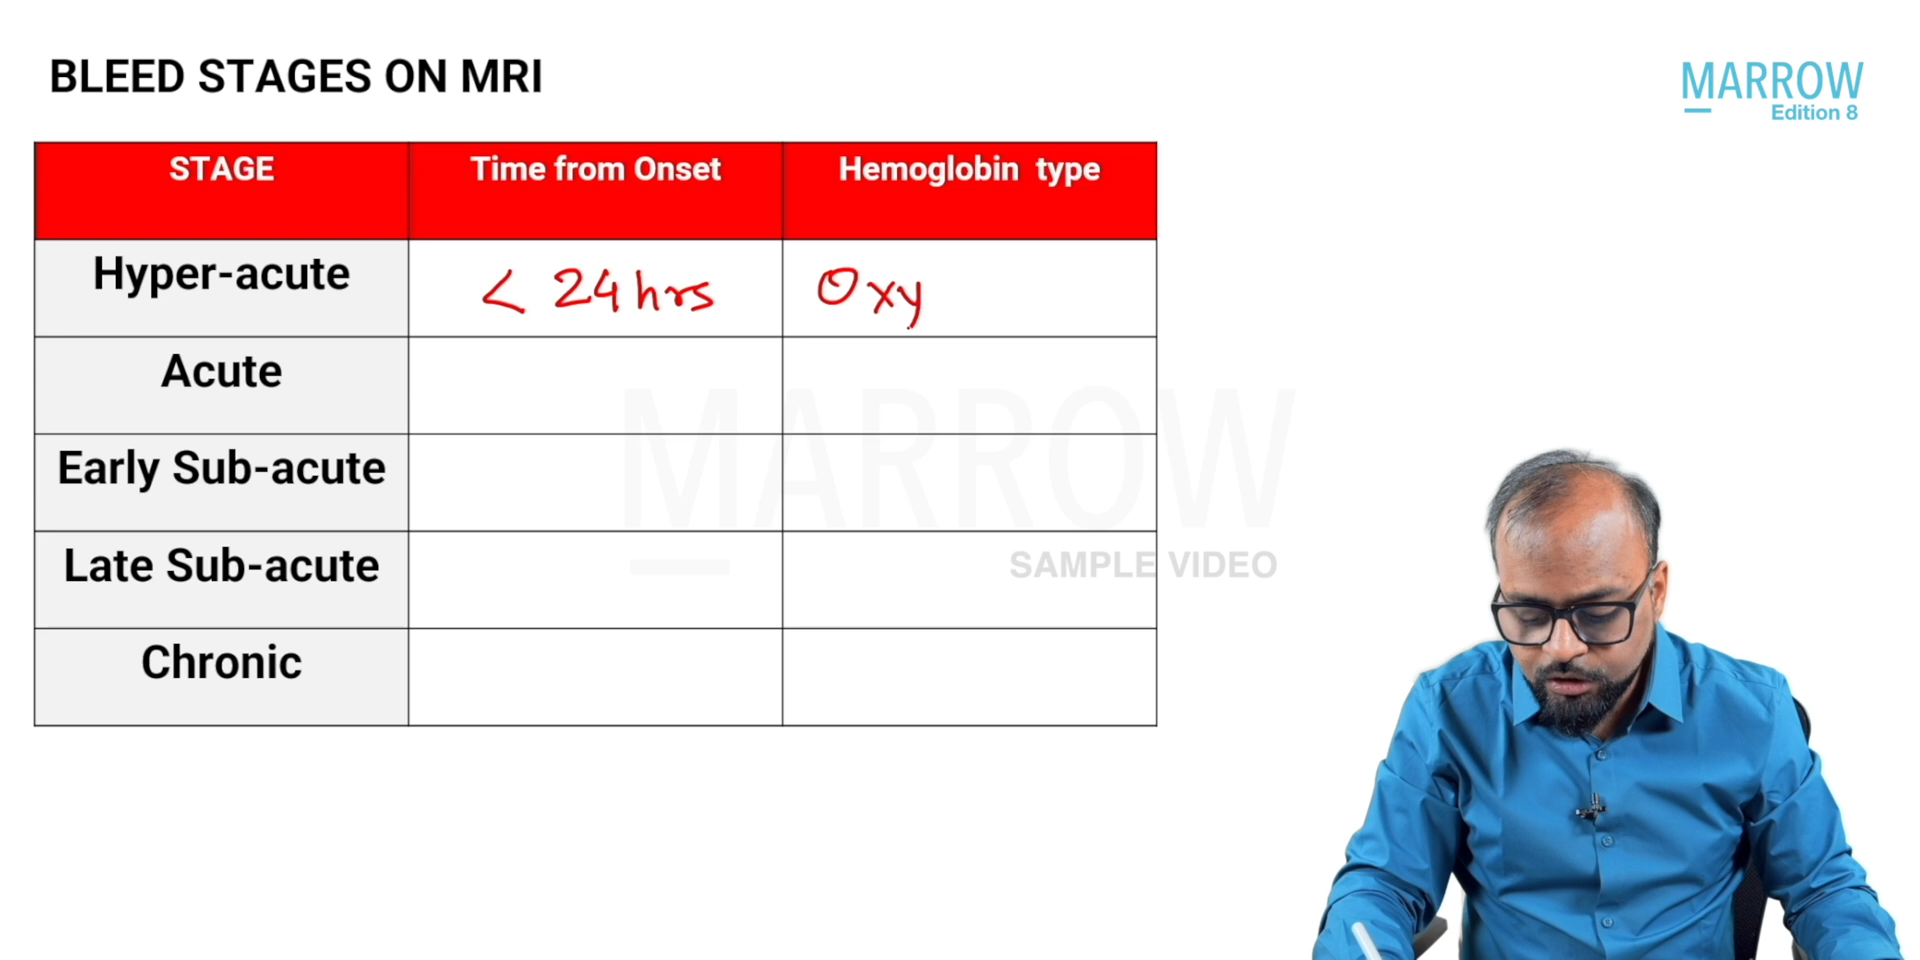 BLEED STAGES ON MRI
MARROW
Edition 8
STAGE Time from Onset Hemoglobin type
Hyper-acute < 24 hrs Oxy
Acute
Early Sub-acute
Late Sub-acute
Chronic
MARROW
SAMPLE VIDEO